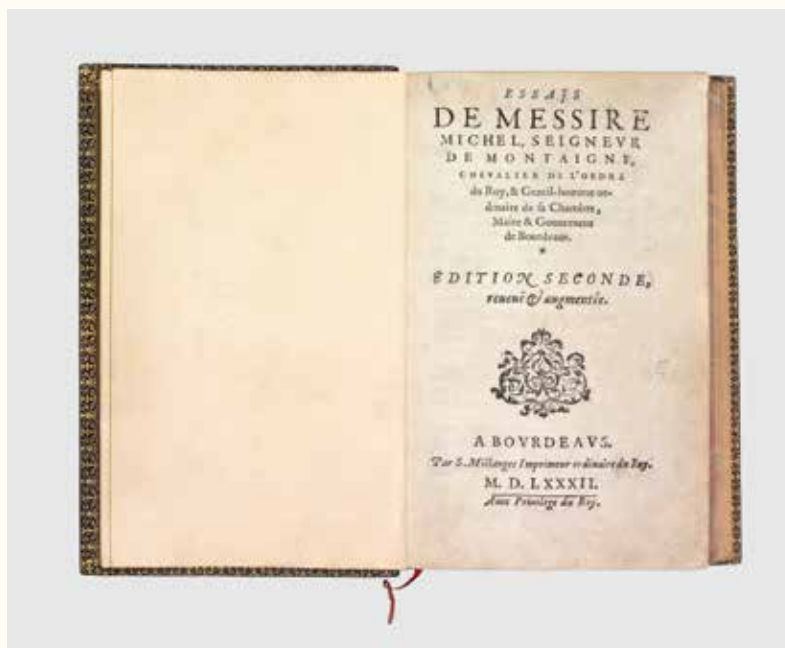 ESSAIS
DE MESSIRE
MICHEL, SEIGNEVR
DE MONTAIGNE,
CHEVALIER DE L'ORDRE
du Roy, & Gentil-homme or-
dinaire de sa Chambre,
Maire & Gouuerneur
de Bourdeaus.
*
EDITION SECONDE,
reueuë & augmentée.
A BOVRDEAVS.
Par S. Millanges Imprimeur ordinaire du Roy.
M. D. LXXXII.
Auec Priuilege du Roy.